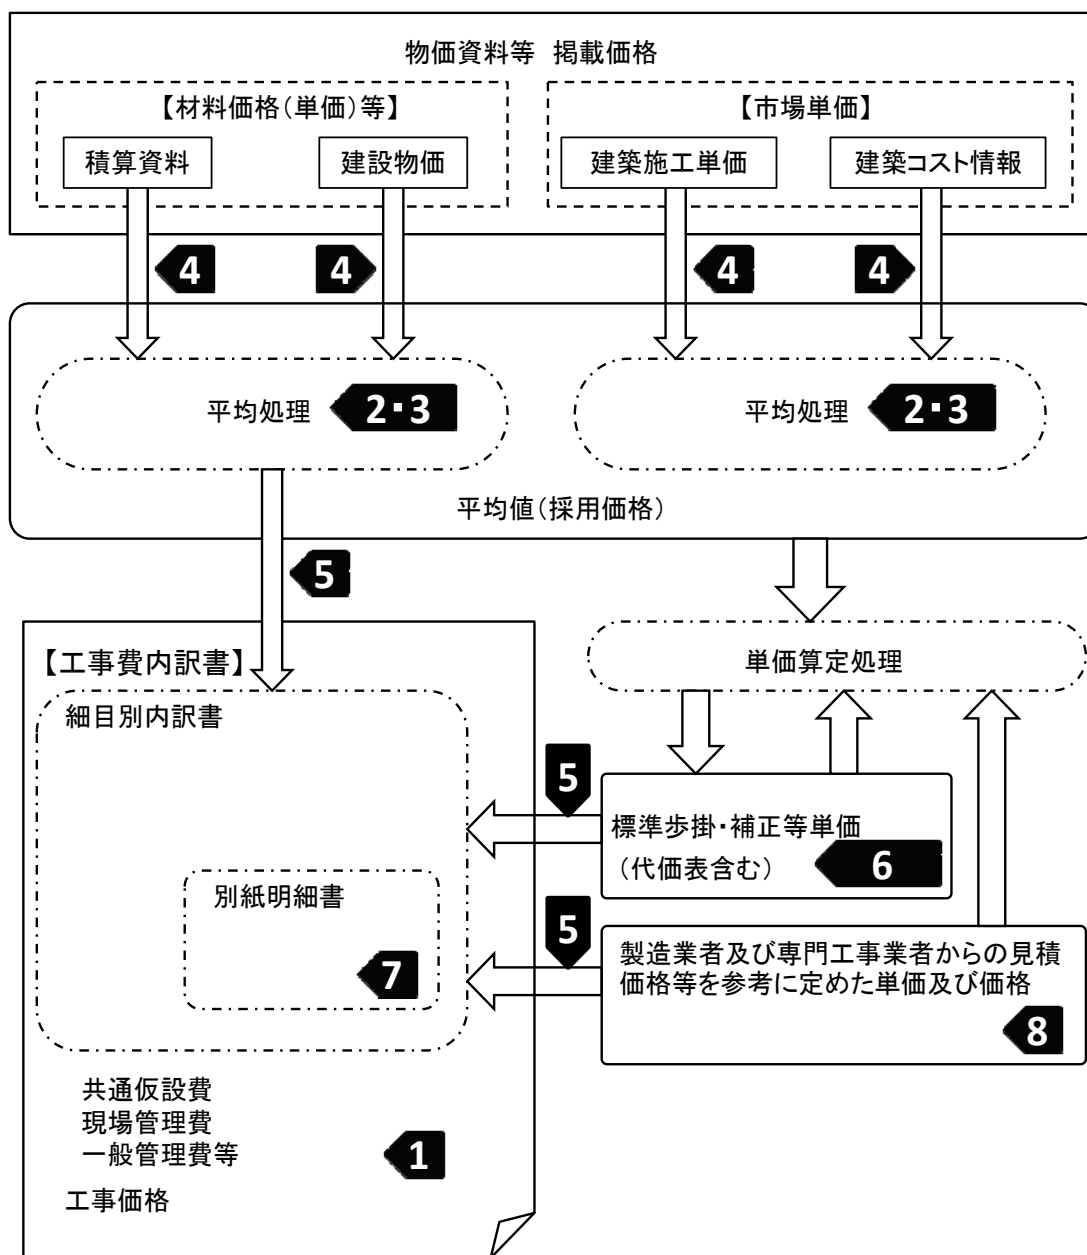 物価資料等 掲載価格
【材料価格(単価)等】
【市場単価】
積算資料
建設物価
建築施工単価
建築コスト情報
4
4
4
4
平均処理
2・3
平均処理
2・3
平均値(採用価格)
5
【工事費内訳書】
単価算定処理
細目別内訳書
5
標準歩掛・補正等単価
(代価表含む)
6
別紙明細書
7
5
製造業者及び専門工事業者からの見積
価格等を参考に定めた単価及び価格
8
共通仮設費
現場管理費
一般管理費等
1
工事価格